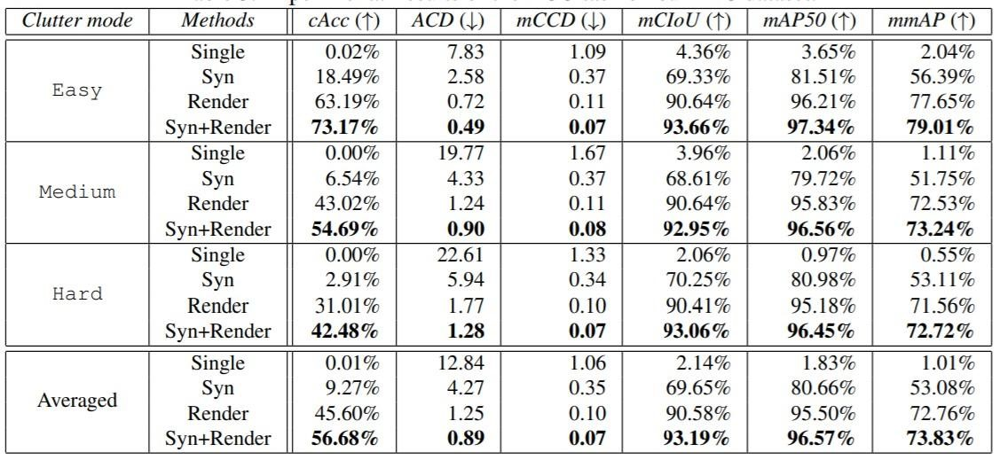 Clutter mode Methods cAcc (↑) ACD (↓) mCCD (↓) mCIoU (↑) mAP50 (↑) mmAP (↑)
Single 0.02% 7.83 1.09 4.36% 3.65% 2.04%
Syn 18.49% 2.58 0.37 69.33% 81.51% 56.39%
Easy
Render 63.19% 0.72 0.11 90.64% 96.21% 77.65%
Syn+Render 73.17% 0.49 0.07 93.66% 97.34% 79.01%
Single 0.00% 19.77 1.67 3.96% 2.06% 1.11%
Syn 6.54% 4.33 0.37 68.61% 79.72% 51.75%
Medium
Render 43.02% 1.24 0.11 90.64% 95.83% 72.53%
Syn+Render 54.69% 0.90 0.08 92.95% 96.56% 73.24%
Single 0.00% 22.61 1.33 2.06% 0.97% 0.55%
Syn 2.91% 5.94 0.34 70.25% 80.98% 53.11%
Hard
Render 31.01% 1.77 0.10 90.41% 95.18% 71.56%
Syn+Render 42.48% 1.28 0.07 93.06% 96.45% 72.72%
Single 0.01% 12.84 1.06 2.14% 1.83% 1.01%
Syn 9.27% 4.27 0.35 69.65% 80.66% 53.08%
Averaged
Render 45.60% 1.25 0.10 90.58% 95.50% 72.76%
Syn+Render 56.68% 0.89 0.07 93.19% 96.57% 73.83%